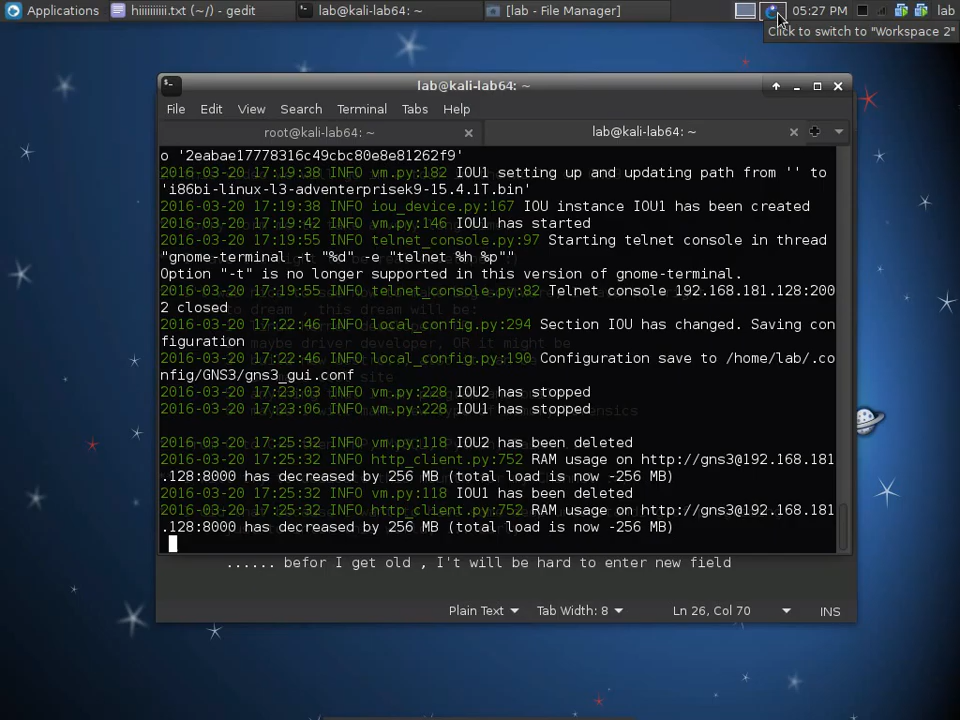 Applications
hiiiiiiiii.txt (~/) - gedit
lab@kali-lab64: ~
[lab - File Manager]
05:27 PM
lab
Click to switch to "Workspace 2"
lab@kali-lab64: ~
File Edit View Search Terminal Tabs Help
root@kali-lab64: ~
lab@kali-lab64: ~
o '2eabae17778316c49cbc80e8e81262f9'
2016-03-20 17:19:38 INFO vm.py:182 IOU1 setting up and updating path from '' to
'i86bi-linux-l3-adventerprisek9-15.4.1T.bin'
2016-03-20 17:19:38 INFO iou_device.py:167 IOU instance IOU1 has been created
2016-03-20 17:19:42 INFO vm.py:146 IOU1 has started
2016-03-20 17:19:55 INFO telnet_console.py:97 Starting telnet console in thread
"gnome-terminal -t "%d" -e "telnet %h %p""
Option "-t" is no longer supported in this version of gnome-terminal.
2016-03-20 17:19:55 INFO telnet_console.py:82 Telnet console 192.168.181.128:200
2 closed
to dream , this dream will be:
2016-03-20 17:22:46 INFO local_config.py:294 Section IOU has changed. Saving con
figuration
maybe driver developer, OR it might be
2016-03-20 17:22:46 INFO local_config.py:190 Configuration save to /home/lab/.co
nfig/GNS3/gns3_gui.conf
site
2016-03-20 17:23:03 INFO vm.py:228 IOU2 has stopped
2016-03-20 17:23:06 INFO vm.py:228 IOU1 has stopped
2016-03-20 17:25:32 INFO vm.py:118 IOU2 has been deleted
2016-03-20 17:25:32 INFO http_client.py:752 RAM usage on http://gns3@192.168.181
.128:8000 has decreased by 256 MB (total load is now -256 MB)
2016-03-20 17:25:32 INFO vm.py:118 IOU1 has been deleted
2016-03-20 17:25:32 INFO http_client.py:752 RAM usage on http://gns3@192.168.181
.128:8000 has decreased by 256 MB (total load is now -256 MB)
...... befor I get old , I't will be hard to enter new field
Plain Text
Tab Width: 8
Ln 26, Col 70
INS